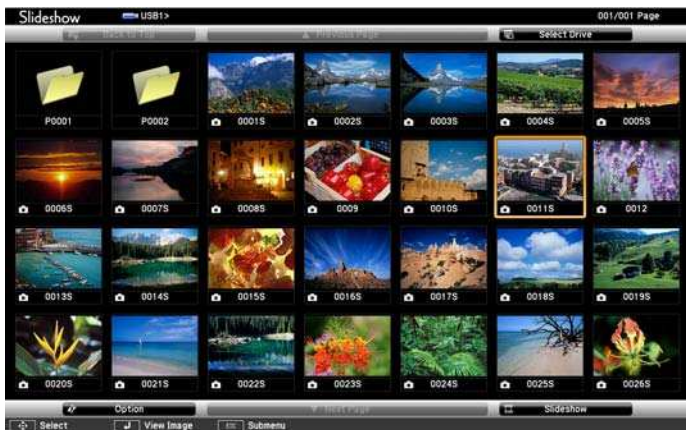 Slideshow USB1> 001/001 Page
Back to Top Previous Page Select Drive
P0001 P0002 0001S 0002S 0003S 0004S 0005S
0006S 0007S 0008S 0009 0010S 0011S 0012
0013S 0014S 0015S 0016S 0017S 0018S 0019S
0020S 0021S 0022S 0023S 0024S 0025S 0026S
Option Next Page Slideshow
Select View Image Esc Submenu